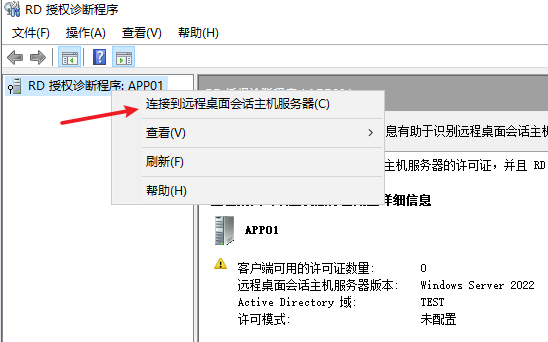 RD 授权诊断程序
文件(F) 操作(A) 查看(V) 帮助(H)
RD 授权诊断程序: APP01
连接到远程桌面会话主机服务器(C)
查看(V)
刷新(F)
帮助(H)
息有助于识别远程桌面会话主机
主机服务器的许可证，并且 RD
详细信息
APP01
客户端可用的许可证数量: 0
远程桌面会话主机服务器版本: Windows Server 2022
Active Directory 域: TEST
许可模式: 未配置